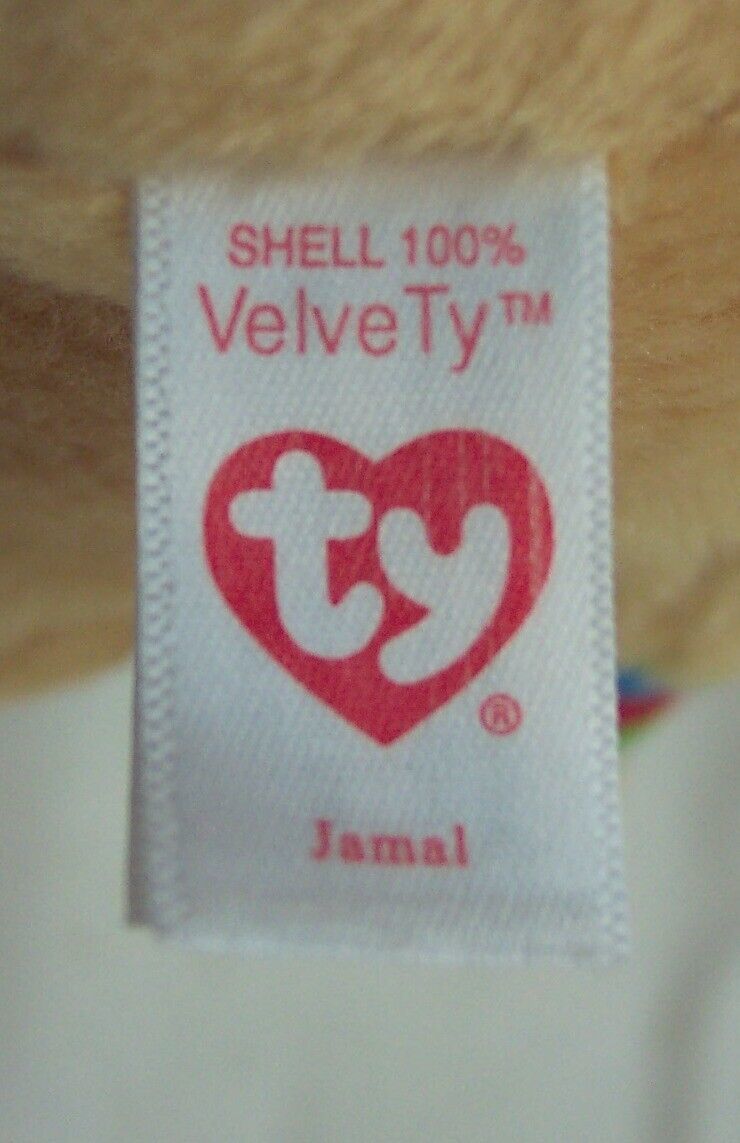 SHELL 100%
VelveTy™
ty
®
Jamal